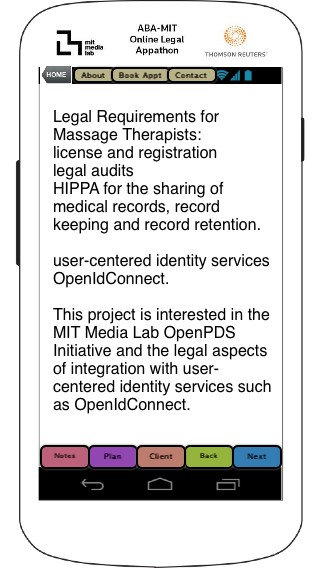 mit
media
lab
ABA-MIT
Online Legal
Appathon
THOMSON REUTERS
HOME
About
Book Appt
Contact
Legal Requirements for
Massage Therapists:
license and registration
legal audits
HIPPA for the sharing of
medical records, record
keeping and record retention.
user-centered identity services
OpenIdConnect.
This project is interested in the
MIT Media Lab OpenPDS
Initiative and the legal aspects
of integration with user-
centered identity services such
as OpenIdConnect.
Notes
Plan
Client
Back
Next